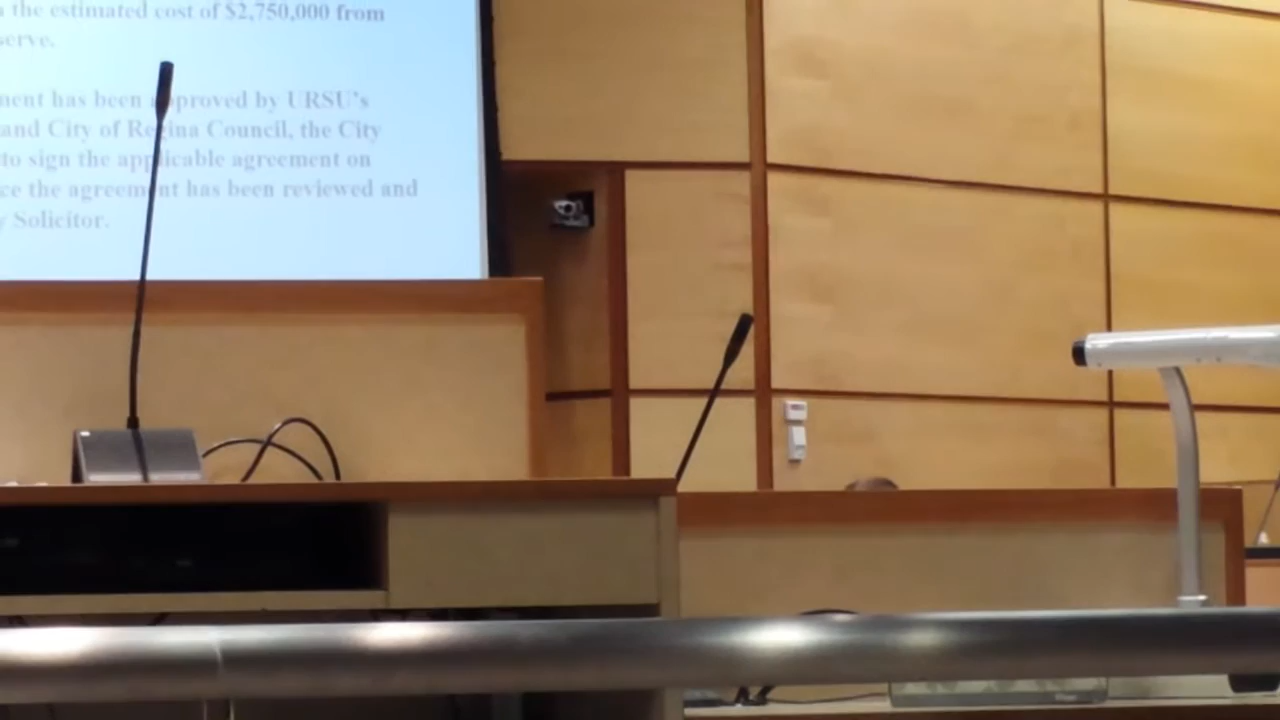 the estimated cost of $2,750,000 from
serve.
ment has been approved by URSU's
and City of Regina Council, the City
to sign the applicable agreement on
ce the agreement has been reviewed and
y Solicitor.